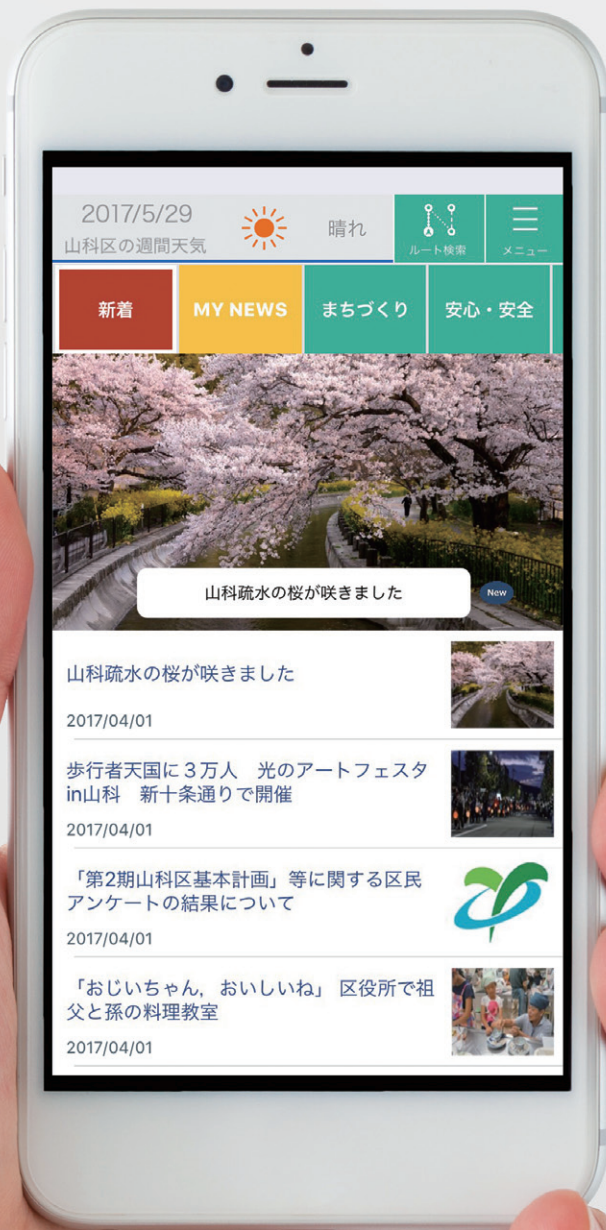 2017/5/29
山科区の週間天気
晴れ
ルート検索
メニュー
新着
MY NEWS
まちづくり
安心・安全
山科疏水の桜が咲きました
New
山科疏水の桜が咲きました
2017/04/01
歩行者天国に３万人　光のアートフェスタ
in山科　新十条通りで開催
2017/04/01
「第2期山科区基本計画」等に関する区民
アンケートの結果について
2017/04/01
「おじいちゃん，おいしいね」 区役所で祖
父と孫の料理教室
2017/04/01